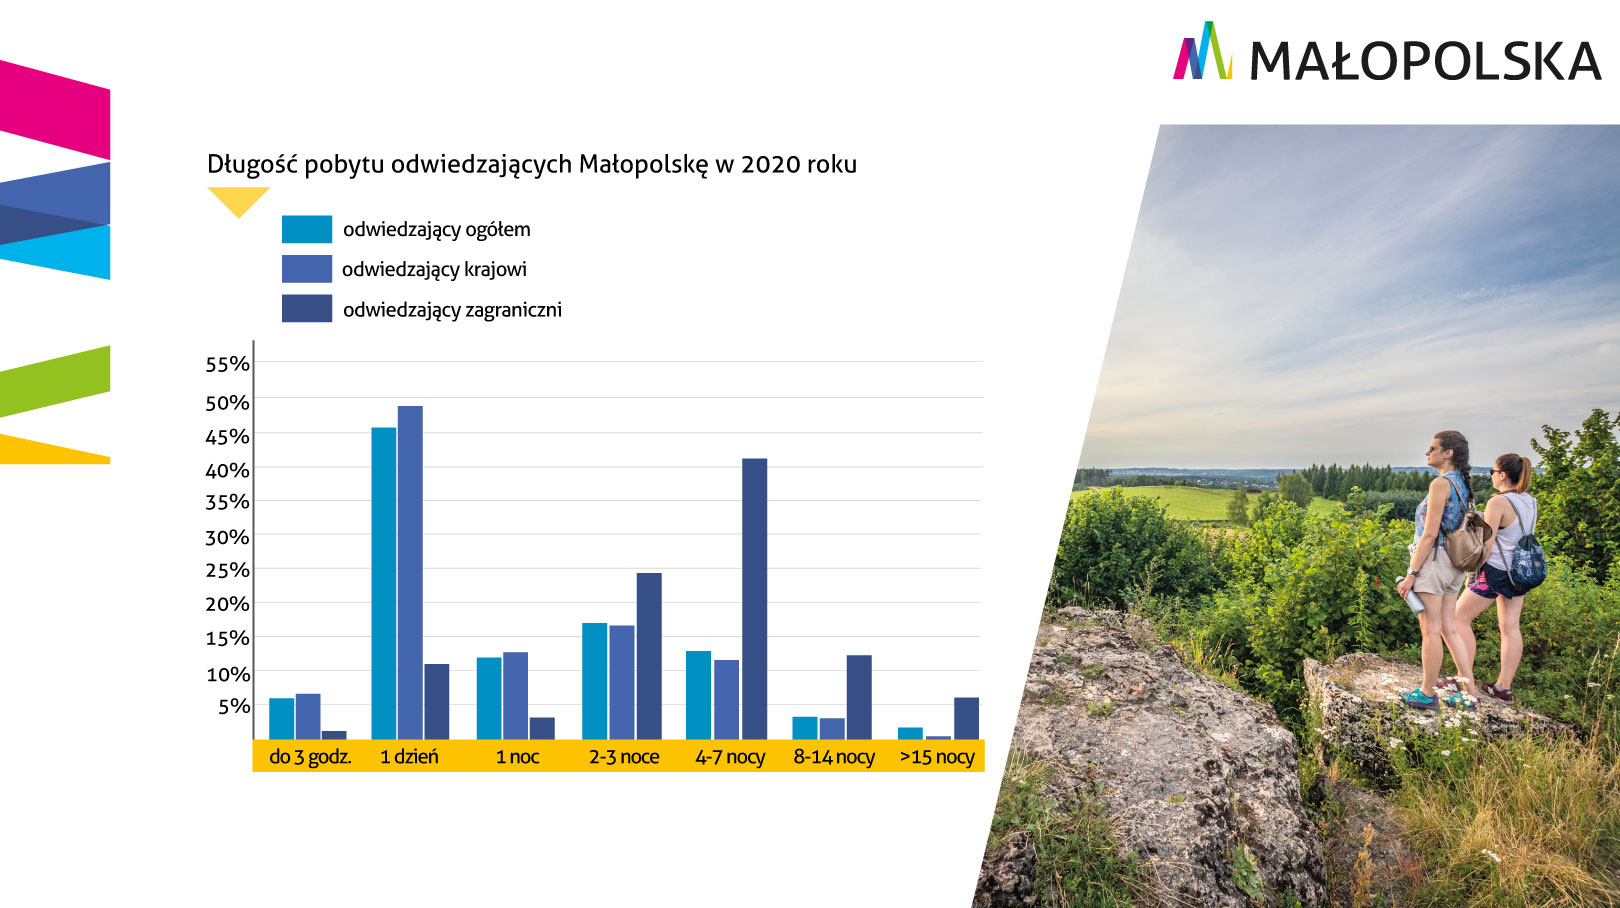 MAŁOPOLSKA
Długość pobytu odwiedzających Małopolskę w 2020 roku
odwiedzający ogółem
odwiedzający krajowi
odwiedzający zagraniczni
55%
50%
45%
40%
35%
30%
25%
20%
15%
10%
5%
do 3 godz. 1 dzień 1 noc 2-3 noce 4-7 nocy 8-14 nocy >15 nocy